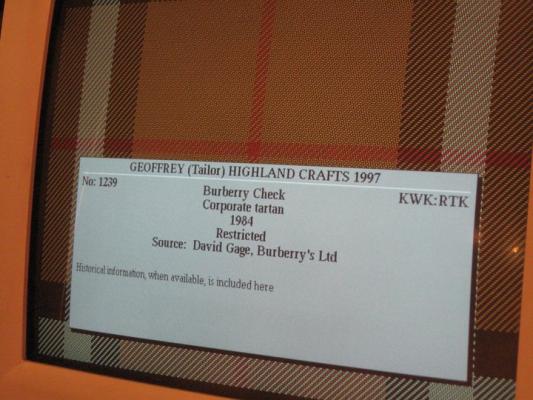 GEOFFREY (Tailor) HIGHLAND CRAFTS 1997
No: 1239
KWK:RTK
Burberry Check
Corporate tartan
1984
Restricted
Source: David Gage, Burberry's Ltd
Historical information, when available, is included here